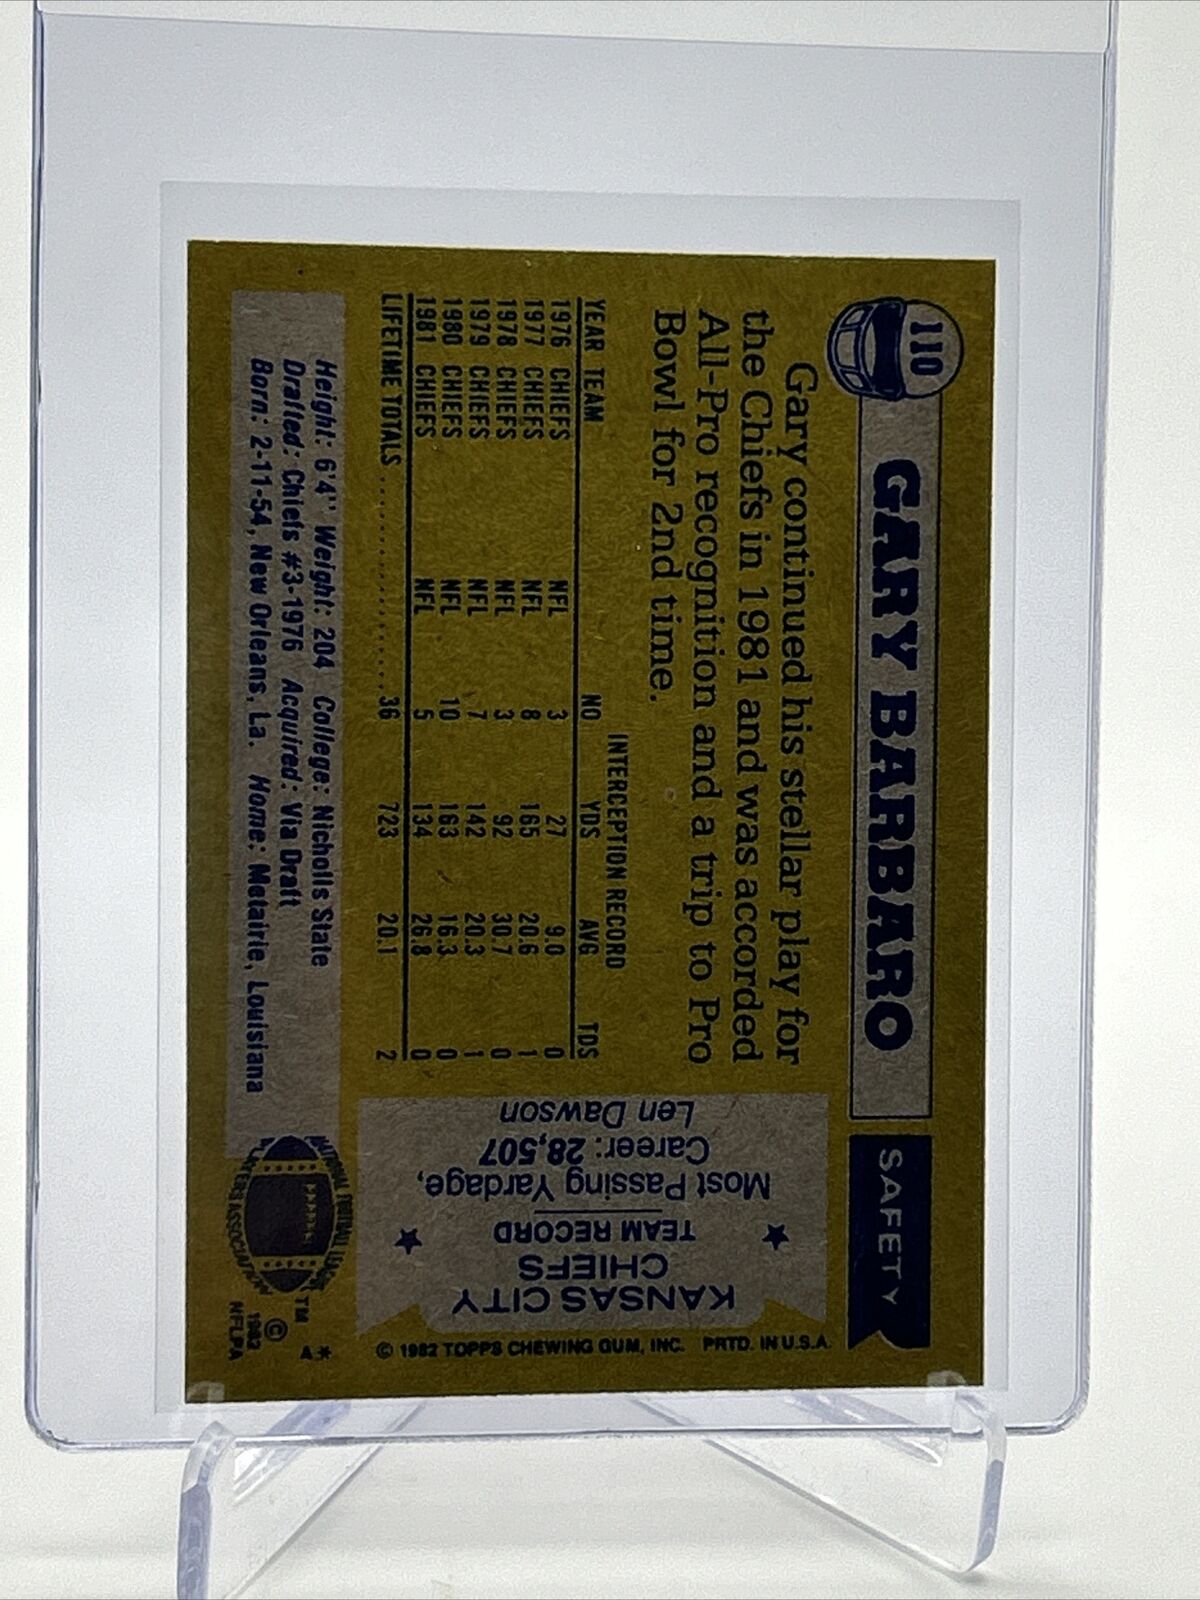 110
GARY BARBARO
SAFETY
Gary continued his stellar play for
the Chiefs in 1981 and was accorded
All-Pro recognition and a trip to Pro
Bowl for 2nd time.
INTERCEPTION RECORD
YEAR TEAM NO YDS AVG TDS
1976 CHIEFS NFL 3 27 9.0 0
1977 CHIEFS NFL 8 165 20.6 1
1978 CHIEFS NFL 3 92 30.7 0
1979 CHIEFS NFL 7 142 20.3 1
1980 CHIEFS NFL 10 163 16.3 0
1981 CHIEFS NFL 5 134 26.8 0
LIFETIME TOTALS.....................36 723 20.1 2
Height: 6'4" Weight: 204 College: Nicholls State
Drafted: Chiefs #3-1976 Acquired: Via Draft
Born: 2-11-54, New Orleans, La. Home: Metairie, Louisiana
KANSAS CITY
CHIEFS
TEAM RECORD
Most Passing Yardage,
Career: 28,507
Len Dawson
NATIONAL FOOTBALL LEAGUE
PLAYERS ASSOCIATION
TM
©
1982
NFLPA
A*
© 1982 TOPPS CHEWING GUM, INC. PRTD. IN U.S.A.